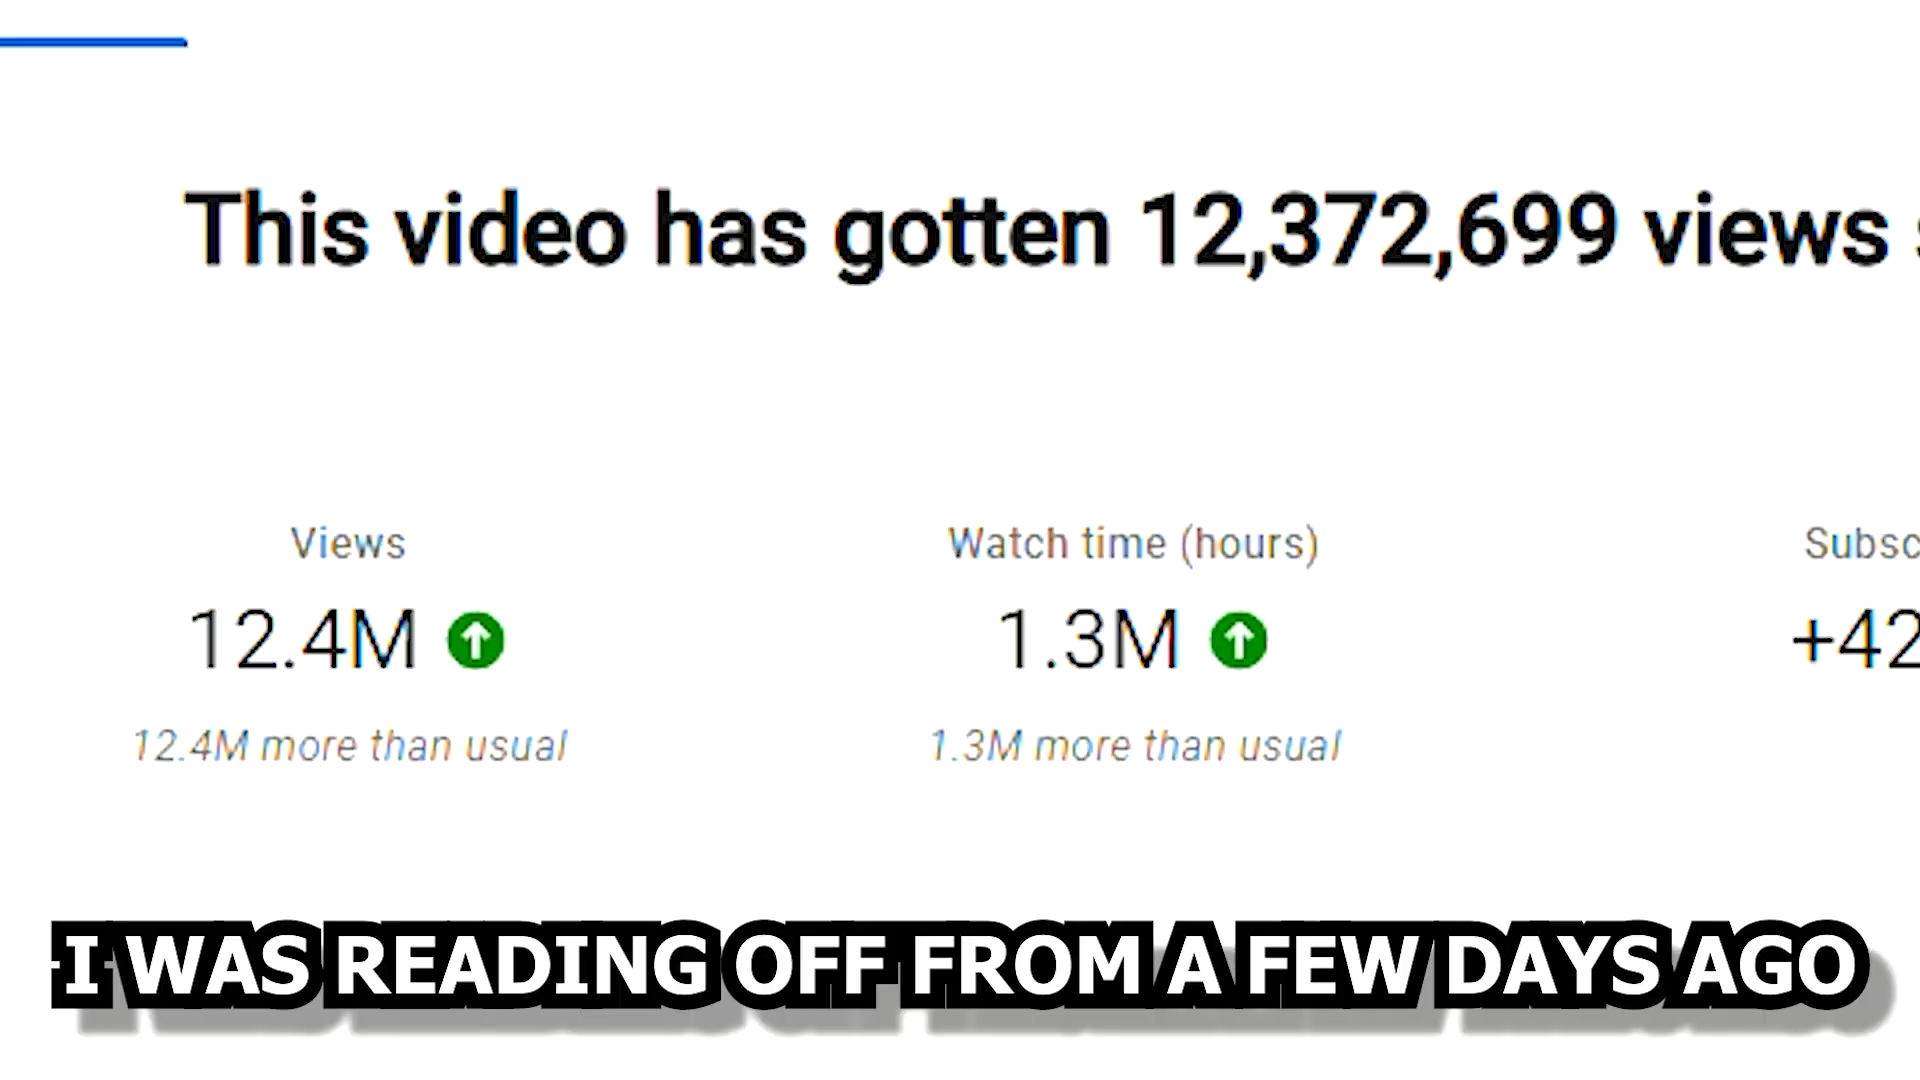 This video has gotten 12,372,699 views
Views
Watch time (hours)
12.4M
1.3M
+42
12.4M more than usual
1.3M more than usual
I WAS READING OFF FROM A FEW DAYS AGO